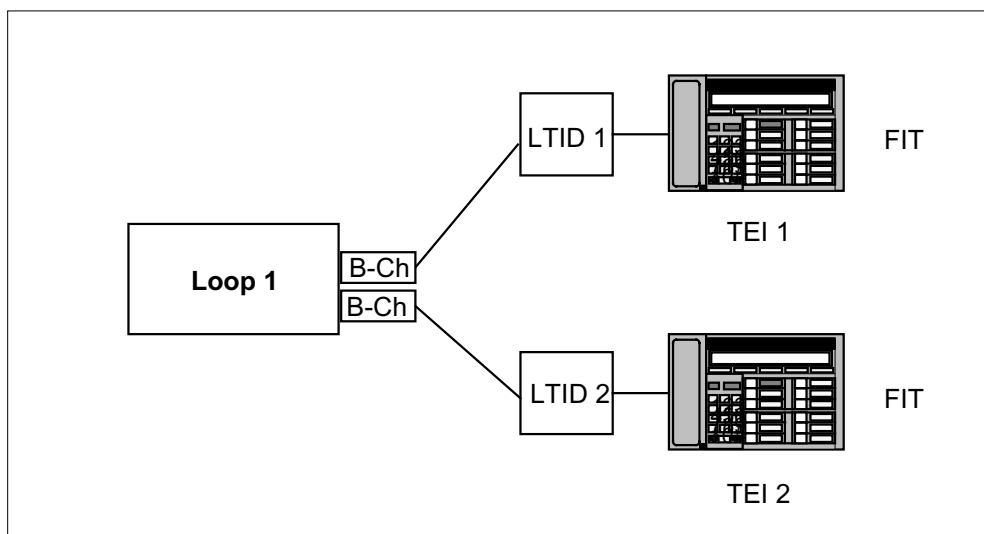 LTID 1
FIT
TEI 1
B-Ch
Loop 1
B-Ch
LTID 2
FIT
TEI 2